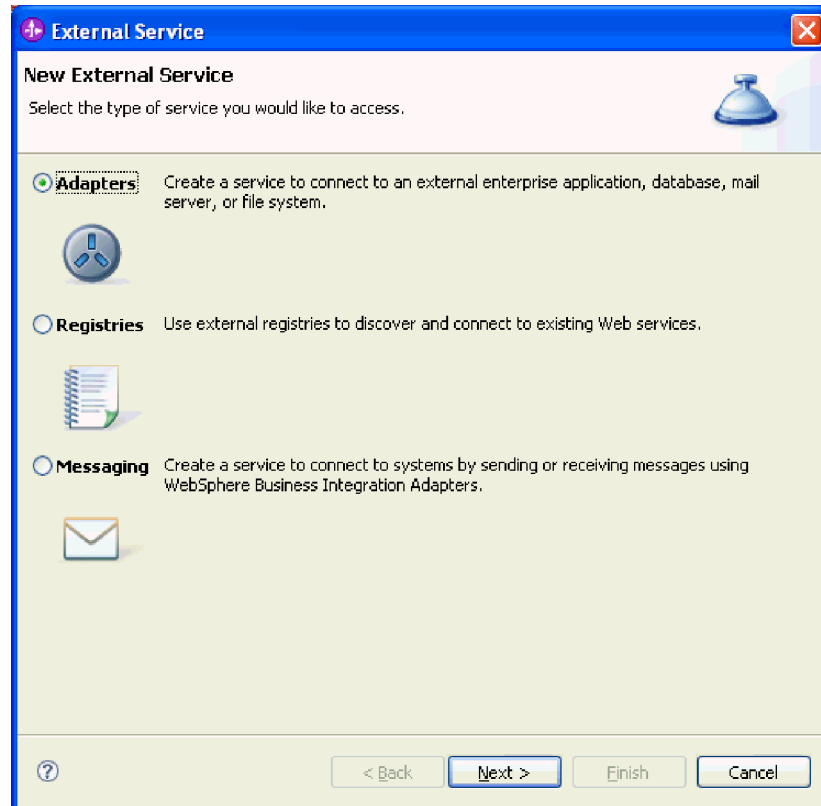 External Service
New External Service
Select the type of service you would like to access.
Adapters
Create a service to connect to an external enterprise application, database, mail
server, or file system.
Registries
Use external registries to discover and connect to existing Web services.
Messaging
Create a service to connect to systems by sending or receiving messages using
WebSphere Business Integration Adapters.
?
< Back
Next >
Finish
Cancel